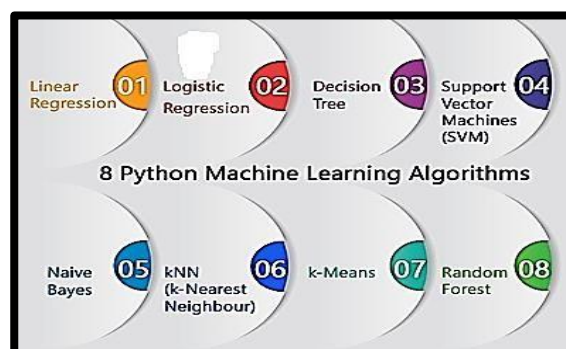 Linear
Regression
01
Logistic
Regression
02
Decision
Tree
03
Support
Vector
Machines
(SVM)
04
8 Python Machine Learning Algorithms
Naive
Bayes
05
kNN
(k-Nearest
Neighbour)
06
k-Means
07
Random
Forest
08